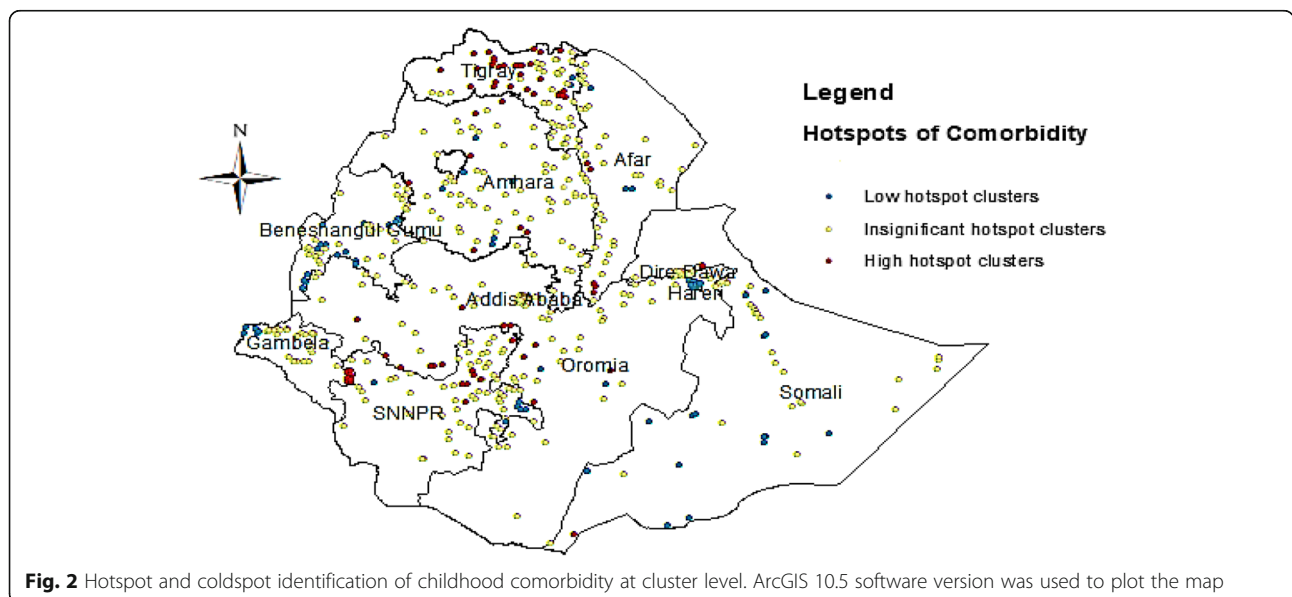 Legend
Hotspots of Comorbidity
Low hotspot clusters
Insignificant hotspot clusters
High hotspot clusters
N
Tigray
Afar
Amhara
Beneshangul Gumu
Dire Dawa
Addis Ababa
Hareri
Gambela
Oromia
Somali
SNNPR
Fig. 2 Hotspot and coldspot identification of childhood comorbidity at cluster level. ArcGIS 10.5 software version was used to plot the map